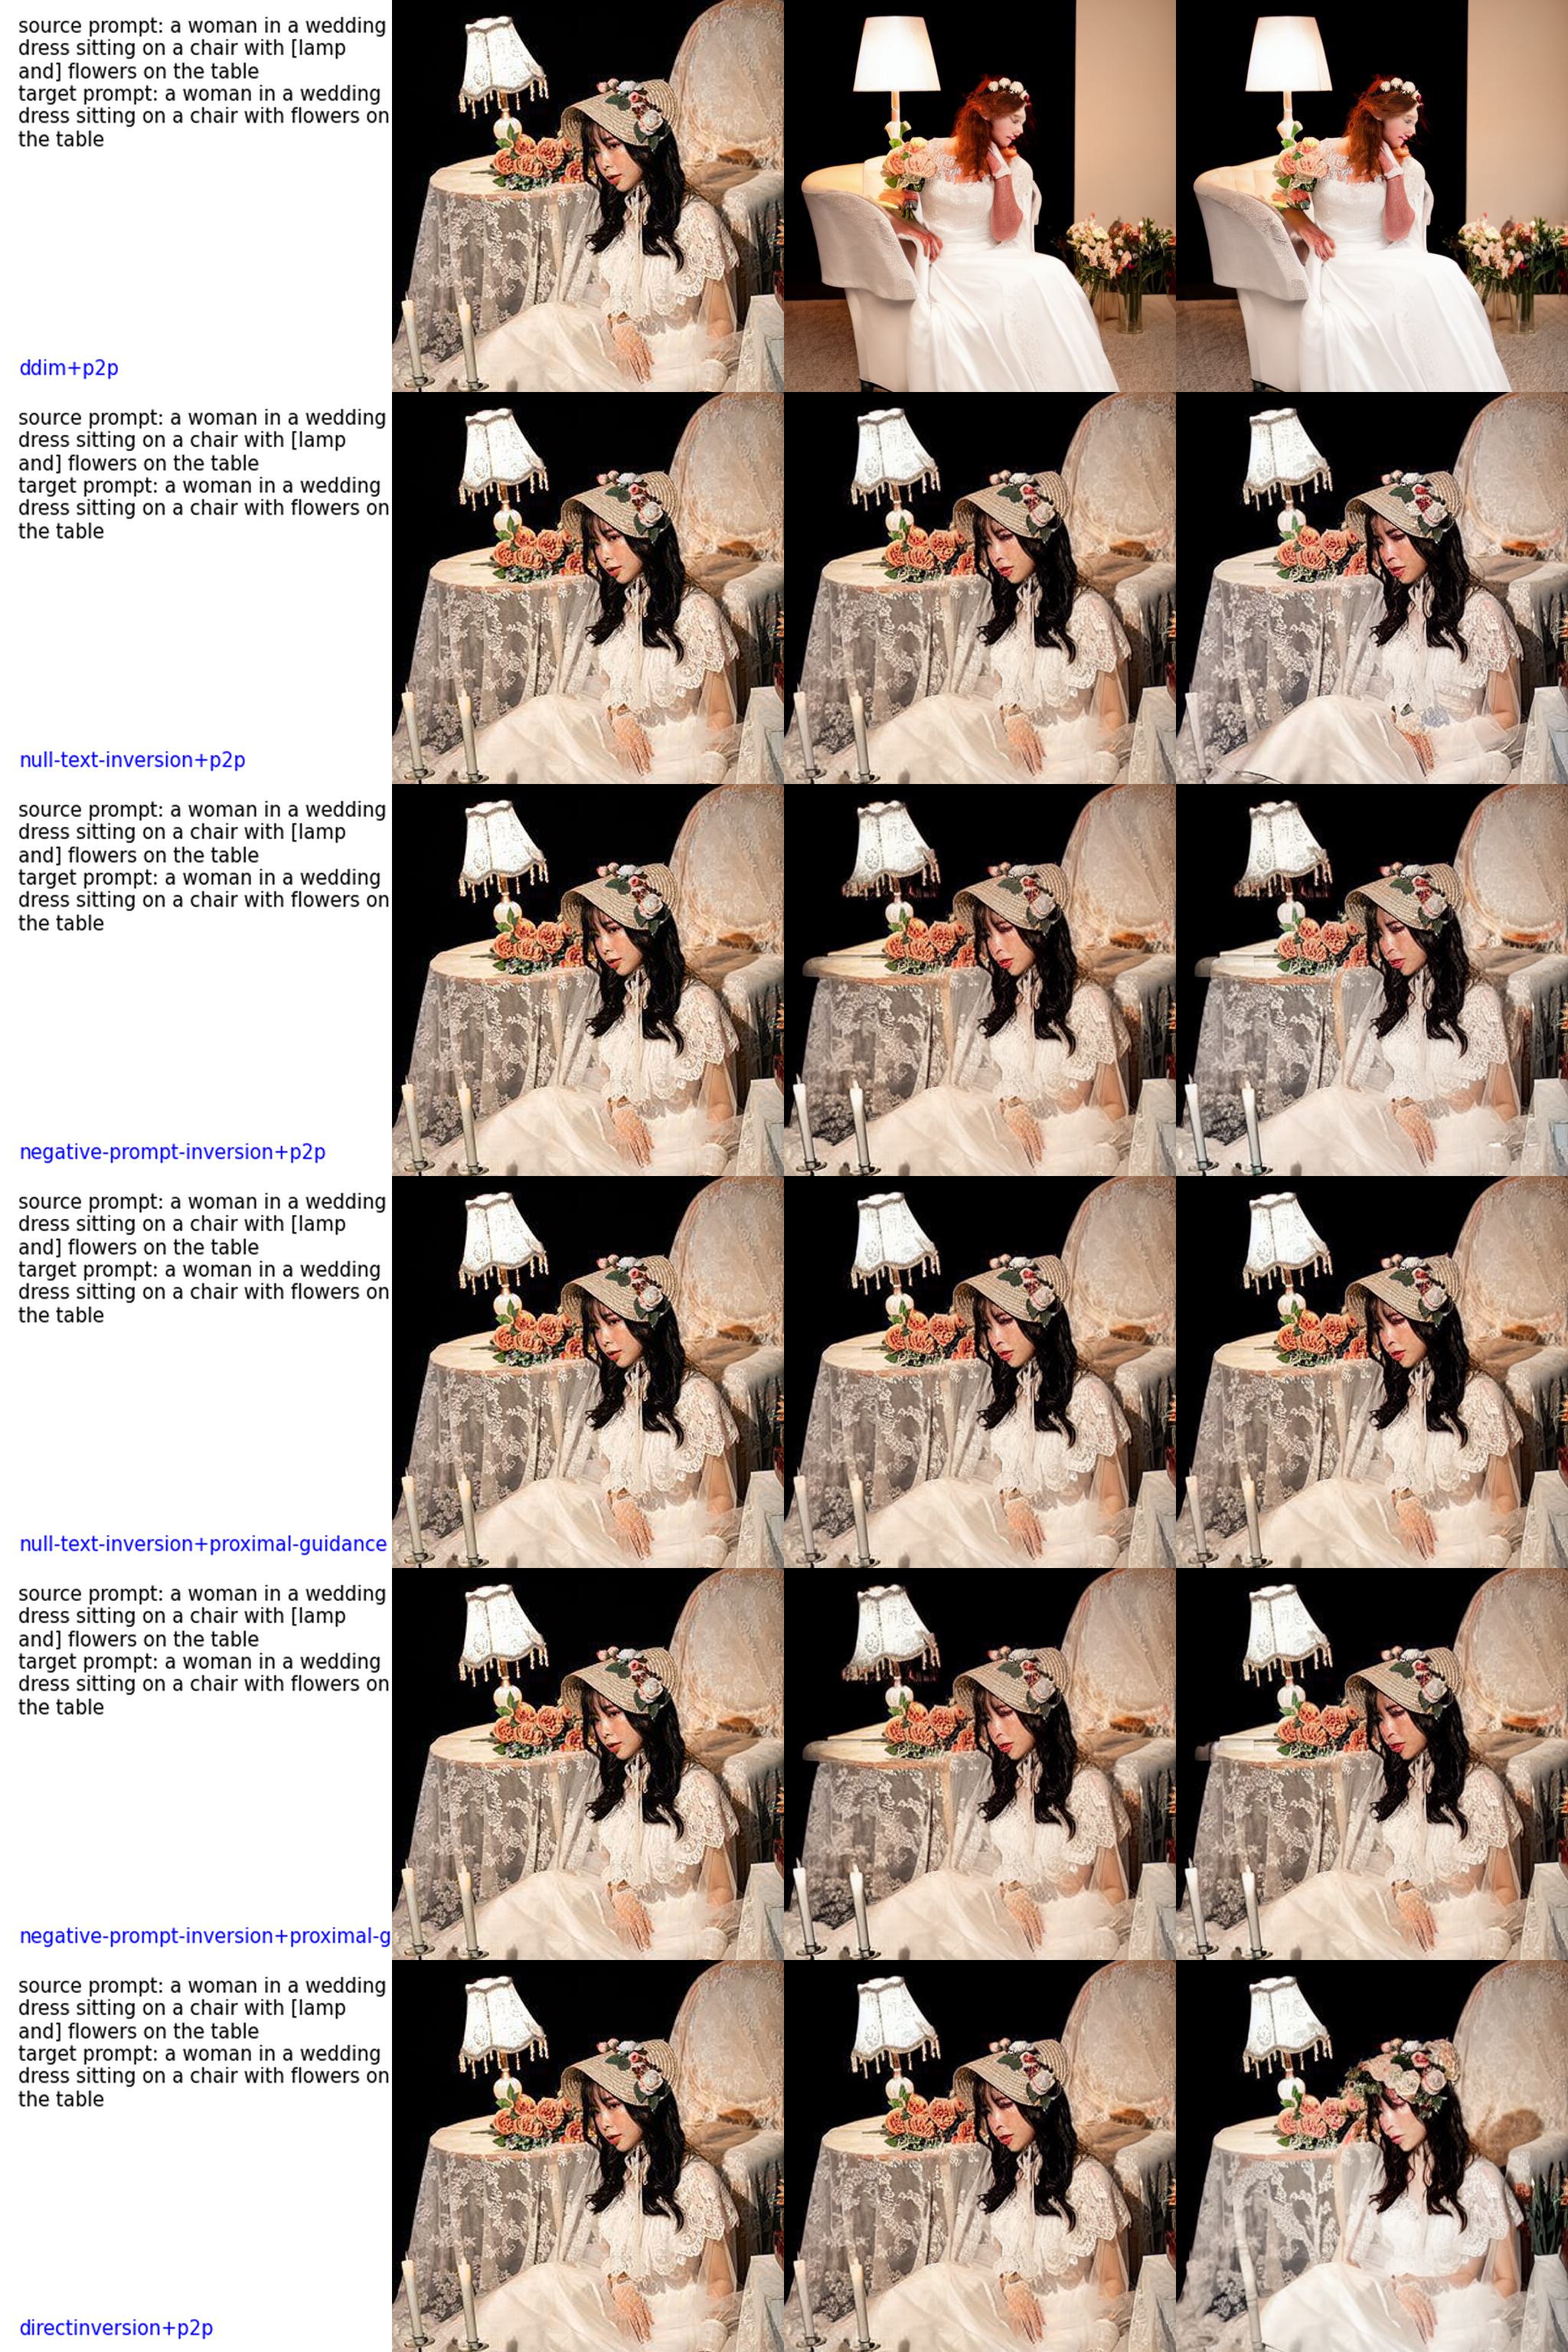 source prompt: a woman in a wedding
dress sitting on a chair with [lamp
and] flowers on the table
target prompt: a woman in a wedding
dress sitting on a chair with flowers on
the table
ddim+p2p
source prompt: a woman in a wedding
dress sitting on a chair with [lamp
and] flowers on the table
target prompt: a woman in a wedding
dress sitting on a chair with flowers on
the table
null-text-inversion+p2p
source prompt: a woman in a wedding
dress sitting on a chair with [lamp
and] flowers on the table
target prompt: a woman in a wedding
dress sitting on a chair with flowers on
the table
negative-prompt-inversion+p2p
source prompt: a woman in a wedding
dress sitting on a chair with [lamp
and] flowers on the table
target prompt: a woman in a wedding
dress sitting on a chair with flowers on
the table
null-text-inversion+proximal-guidance
source prompt: a woman in a wedding
dress sitting on a chair with [lamp
and] flowers on the table
target prompt: a woman in a wedding
dress sitting on a chair with flowers on
the table
negative-prompt-inversion+proximal-g
source prompt: a woman in a wedding
dress sitting on a chair with [lamp
and] flowers on the table
target prompt: a woman in a wedding
dress sitting on a chair with flowers on
the table
directinversion+p2p